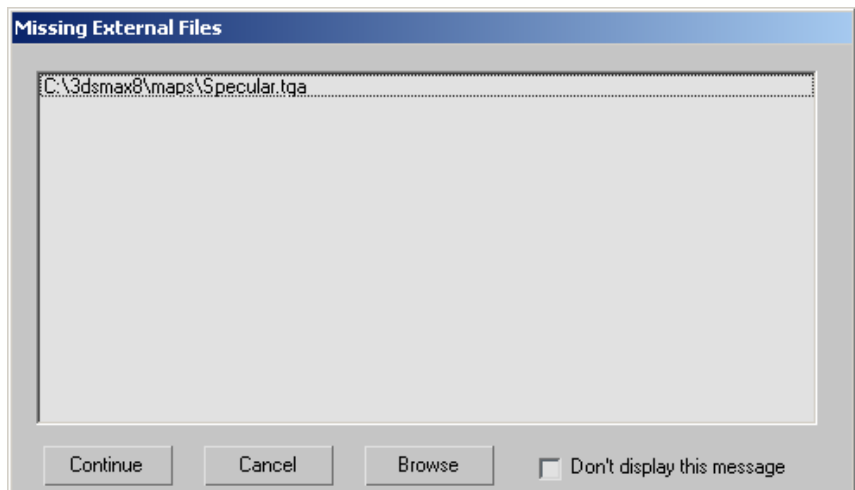 Missing External Files
C:\3dsmax8\maps\Specular.tga
Continue Cancel Browse Don't display this message